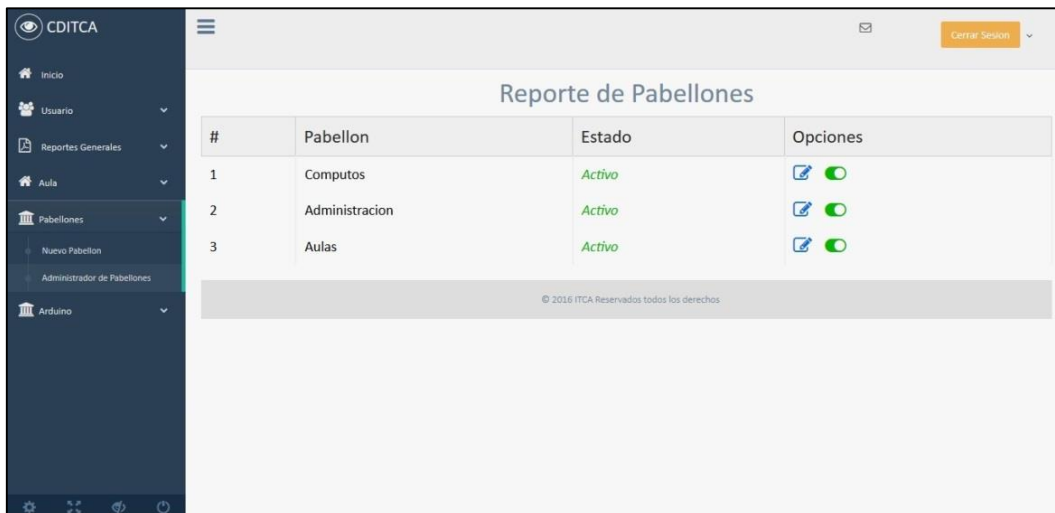 CDITCA
Cerrar Sesion
Inicio
Usuario
Reportes Generales
Aula
Pabellones
Nuevo Pabellon
Administrador de Pabellones
Arduino
Reporte de Pabellones
# Pabellon Estado Opciones
1 Computos Activo
2 Administracion Activo
3 Aulas Activo
© 2016 ITCA Reservados todos los derechos